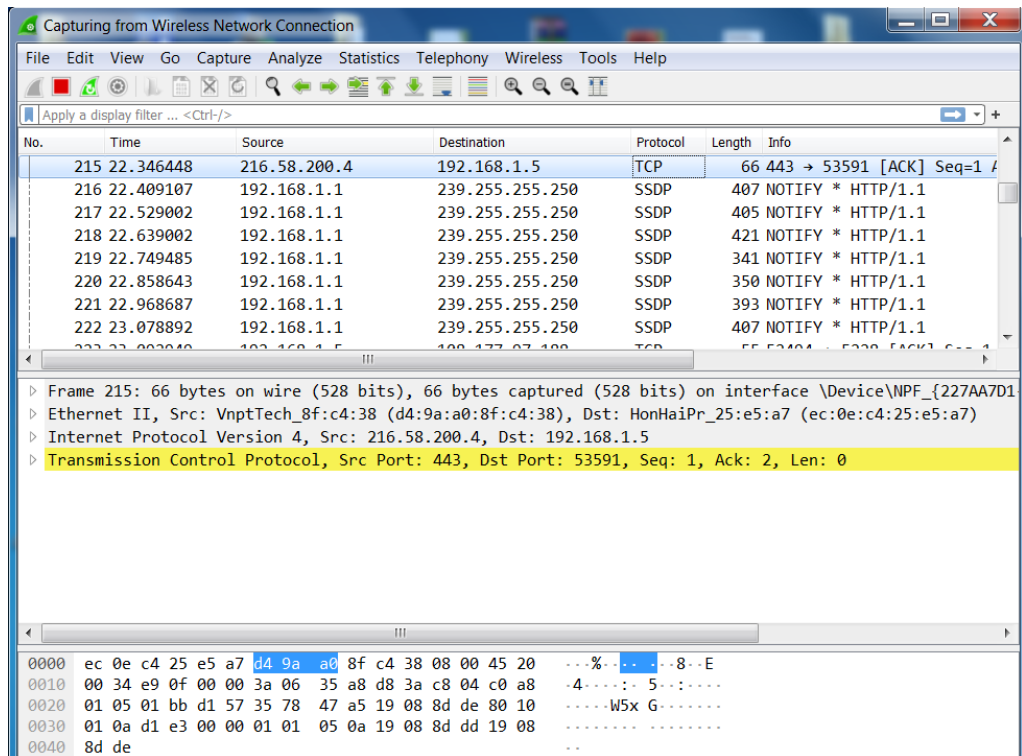 Capturing from Wireless Network Connection
File Edit View Go Capture Analyze Statistics Telephony Wireless Tools Help
Apply a display filter ... <Ctrl-/>
No. Time Source Destination Protocol Length Info
215 22.346448 216.58.200.4 192.168.1.5 TCP 66 443 → 53591 [ACK] Seq=1
216 22.409107 192.168.1.1 239.255.255.250 SSDP 407 NOTIFY * HTTP/1.1
217 22.529002 192.168.1.1 239.255.255.250 SSDP 405 NOTIFY * HTTP/1.1
218 22.639002 192.168.1.1 239.255.255.250 SSDP 421 NOTIFY * HTTP/1.1
219 22.749485 192.168.1.1 239.255.255.250 SSDP 341 NOTIFY * HTTP/1.1
220 22.858643 192.168.1.1 239.255.255.250 SSDP 350 NOTIFY * HTTP/1.1
221 22.968687 192.168.1.1 239.255.255.250 SSDP 393 NOTIFY * HTTP/1.1
222 23.078892 192.168.1.1 239.255.255.250 SSDP 407 NOTIFY * HTTP/1.1
Frame 215: 66 bytes on wire (528 bits), 66 bytes captured (528 bits) on interface \Device\NPF_{227AA7D1-
Ethernet II, Src: VnptTech_8f:c4:38 (d4:9a:a0:8f:c4:38), Dst: HonHaiPr_25:e5:a7 (ec:0e:c4:25:e5:a7)
Internet Protocol Version 4, Src: 216.58.200.4, Dst: 192.168.1.5
Transmission Control Protocol, Src Port: 443, Dst Port: 53591, Seq: 1, Ack: 2, Len: 0
0000 ec 0e c4 25 e5 a7 d4 9a a0 8f c4 38 08 00 45 20 ···%·· ·· ···8··E
0010 00 34 e9 0f 00 00 3a 06 35 a8 d8 3a c8 04 c0 a8 ·4····:· 5··:····
0020 01 05 01 bb d1 57 35 78 47 a5 19 08 8d de 80 10 ·····W5x G·······
0030 01 0a d1 e3 00 00 01 01 05 0a 19 08 8d dd 19 08 ········ ········
0040 8d de ··